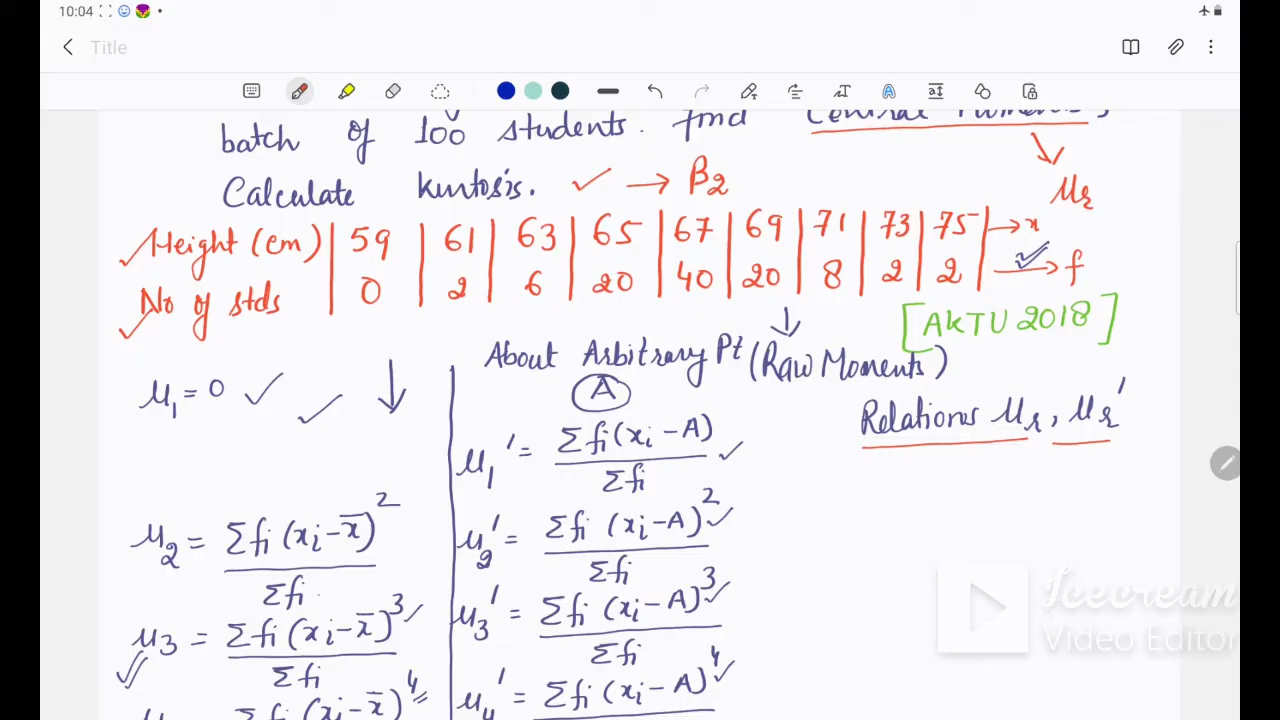 10:04
Title
batch of 100 students. find Central Moments,
Calculate kurtosis. ✓ → β2
μr
Height (cm) | 59 | 61 | 63 | 65 | 67 | 69 | 71 | 73 | 75 | → x
No of stds | 0 | 2 | 6 | 20 | 40 | 20 | 8 | 2 | 2 | → f
[AKTU 2018]
About Arbitrary Pt (Raw Moments)
A
μ1 = 0
Relations μr, μr'
μ1' = Σfi(xi-A) / Σfi
μ2 = Σfi(xi-x̄)² / Σfi
μ2' = Σfi(xi-A)² / Σfi
μ3 = Σfi(xi-x̄)³ / Σfi
μ3' = Σfi(xi-A)³ / Σfi
Σfi(xi-x̄)⁴
μ4' = Σfi(xi-A)⁴
Icecream
Video Editor